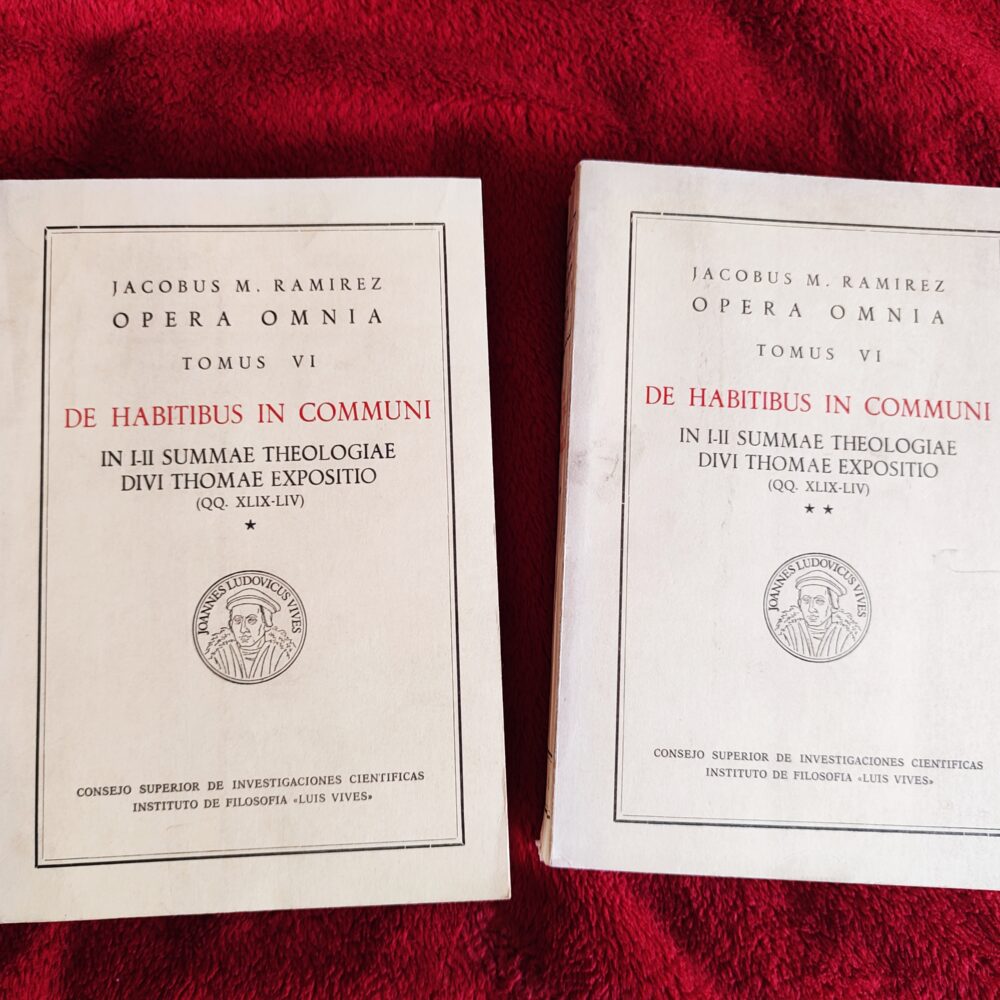 JACOBUS M. RAMIREZ
OPERA OMNIA
TOMUS VI
DE HABITIBUS IN COMMUNI
IN I-II SUMMAE THEOLOGIAE
DIVI THOMAE EXPOSITIO
(QQ. XLIX-LIV)
★
JOANNES LUDOVICUS VIVES
CONSEJO SUPERIOR DE INVESTIGACIONES CIENTIFICAS
INSTITUTO DE FILOSOFIA «LUIS VIVES»
JACOBUS M. RAMIREZ
OPERA OMNIA
TOMUS VI
DE HABITIBUS IN COMMUNI
IN I-II SUMMAE THEOLOGIAE
DIVI THOMAE EXPOSITIO
(QQ. XLIX-LIV)
★ ★
JOANNES LUDOVICUS VIVES
CONSEJO SUPERIOR DE INVESTIGACIONES CIENTIFICAS
INSTITUTO DE FILOSOFIA «LUIS VIVES»